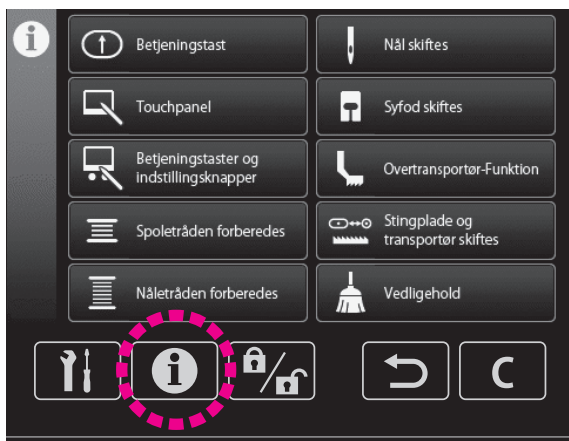 i
Betjeningstast
Nål skiftes
Touchpanel
Syfod skiftes
Betjeningstaster og
indstillingsknapper
Overtransportør-Funktion
Spoletråden forberedes
Stingplade og
transportør skiftes
Nåletråden forberedes
Vedligehold
i
C